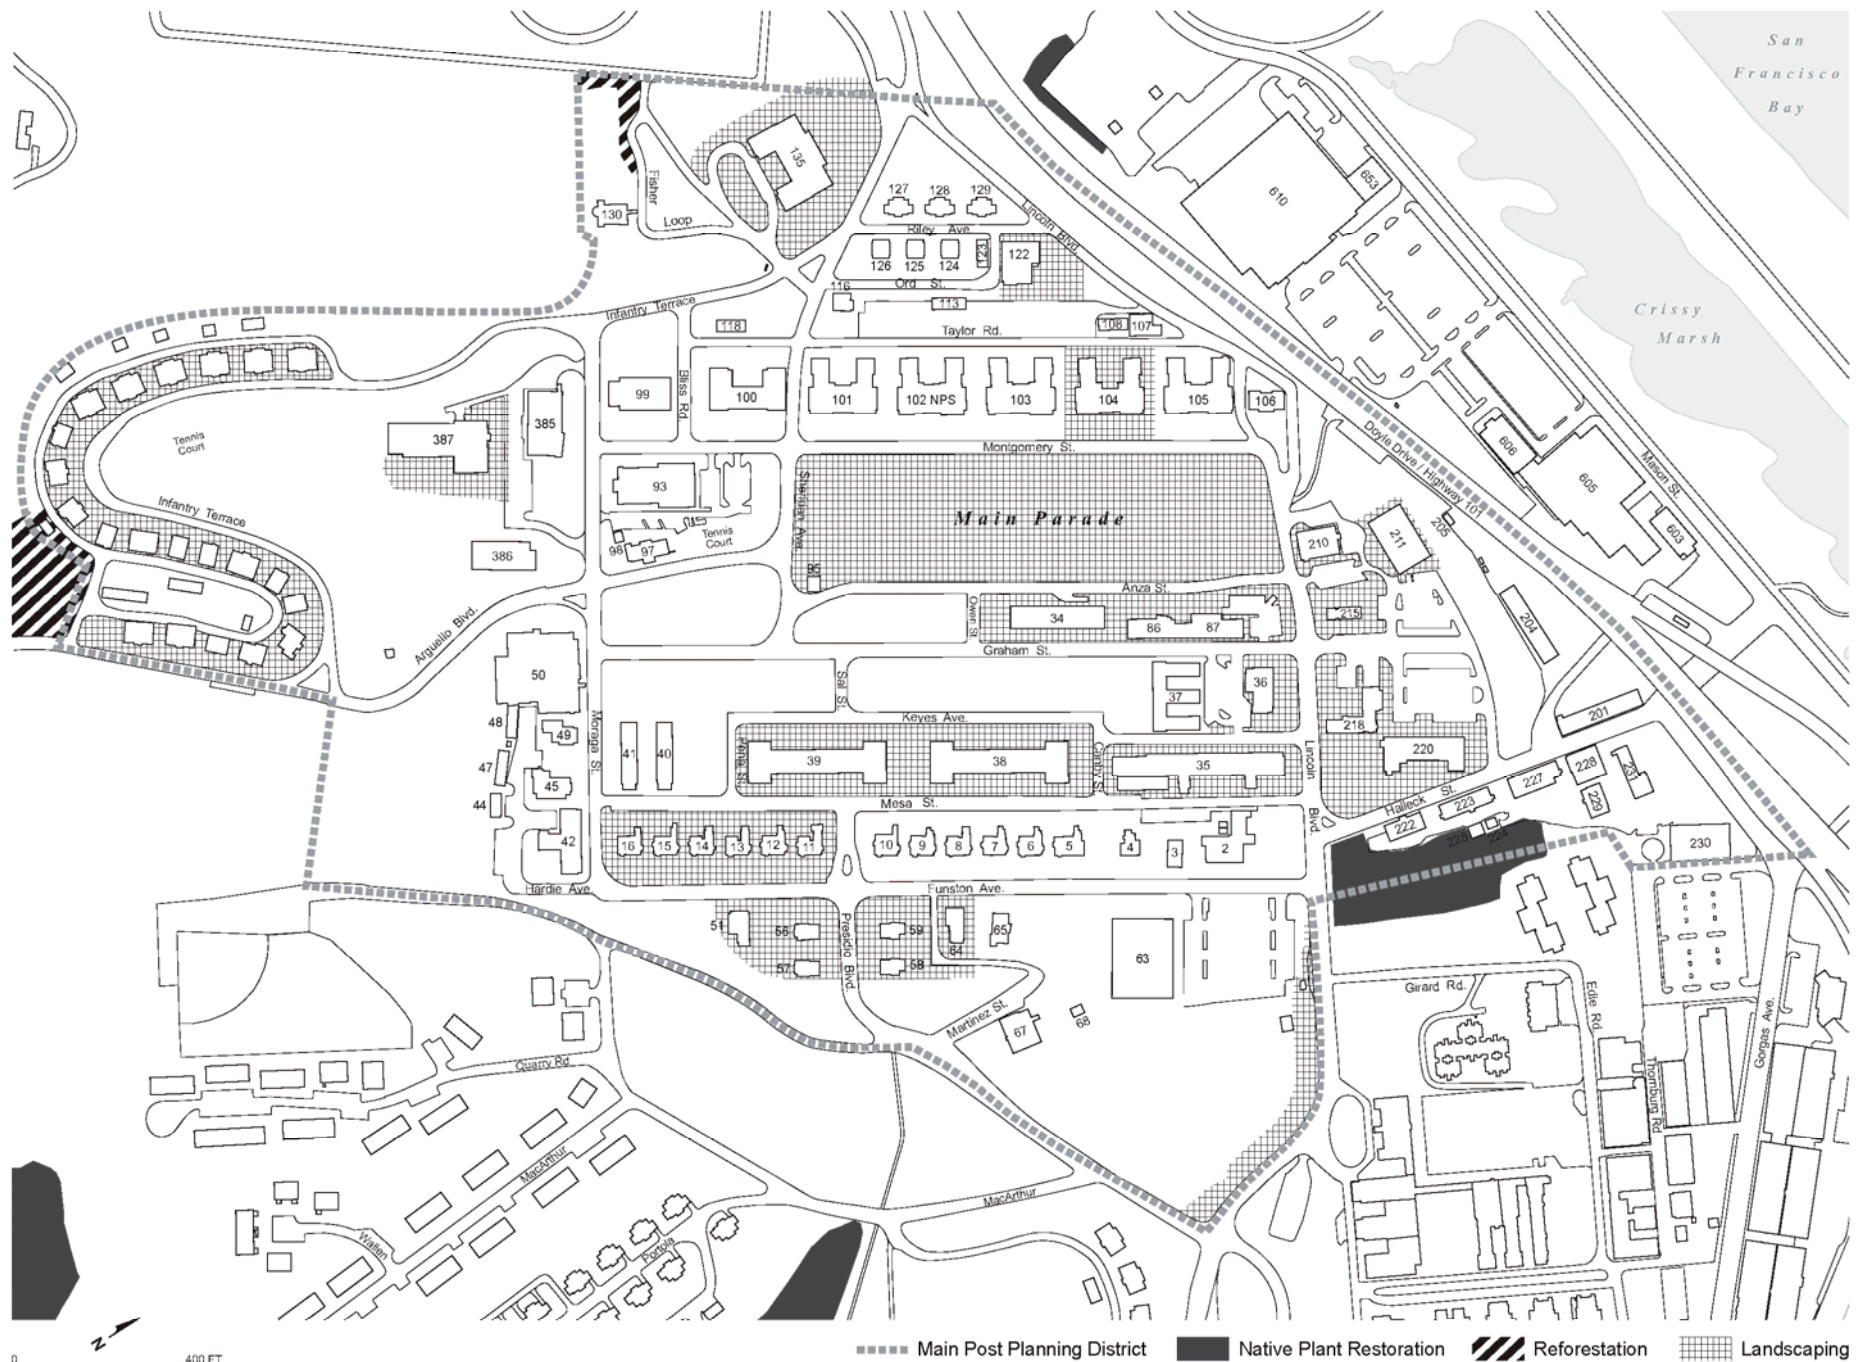 San
Francisco
Bay
135
610
653
Fisher
Loop
130
127
128
129
Lincoln Blvd.
Riley Ave
126
125
124
123
122
Ord St.
116
113
Taylor Rd.
108
107
Crissy
Marsh
Infantry Terrace
118
99
Bliss Rd.
100
101
102 NPS
103
104
105
106
Montgomery St.
Doyle Drive / Highway 101
606
605
Mason St.
603
387
385
Tennis
Court
Infantry Terrace
386
93
98
97
Tennis
Court
Sheridan Ave.
95
Main Parade
210
211
205
Anza St.
Owen St.
34
86
87
215
204
Graham St.
Arguello Blvd.
50
48
49
47
45
44
42
Moraga St.
41
40
Sal St.
37
36
Keyes Ave.
Pena St.
39
38
Canby St.
35
Lincoln
Blvd.
218
220
201
Mesa St.
Halleck St.
222
223
227
228
229
231
225
224
230
16
15
14
13
12
11
10
9
8
7
6
5
4
3
2
Hardie Ave.
Funston Ave.
51
56
57
Presidio Blvd.
59
58
64
65
63
Martinez St.
67
68
Girard Rd.
Edie Rd
Thornburg Rd
Gorgas Ave.
Quarry Rd
MacArthur
MacArthur
Wallen
Portola
N
0
400 FT
Main Post Planning District
Native Plant Restoration
Reforestation
Landscaping